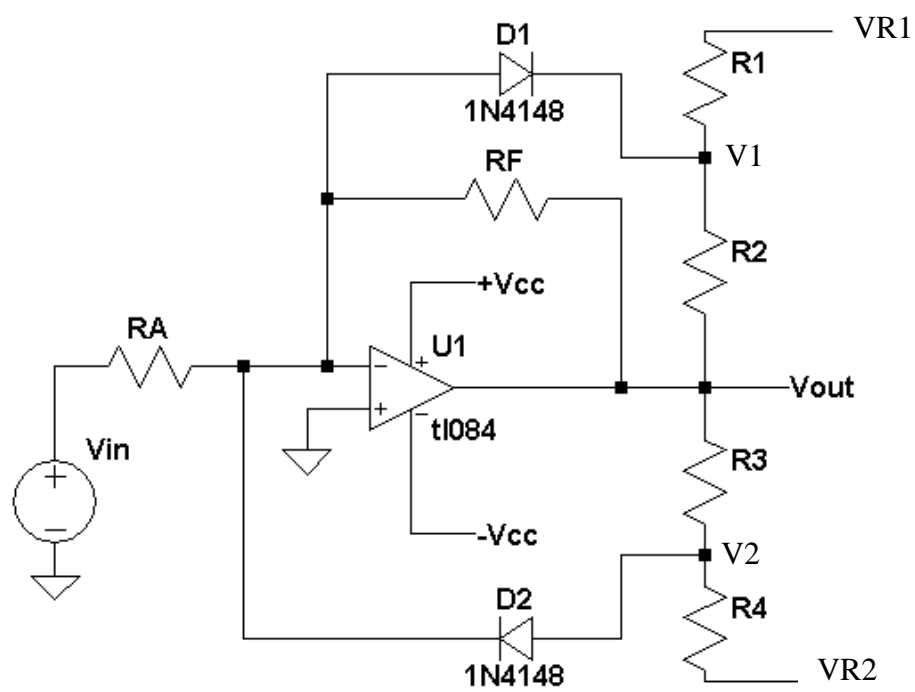 VR1
D1
R1
1N4148
V1
RF
R2
+Vcc
RA
U1
+
−
Vout
+
−
tl084
Vin
R3
+
−
-Vcc
V2
D2
R4
1N4148
VR2